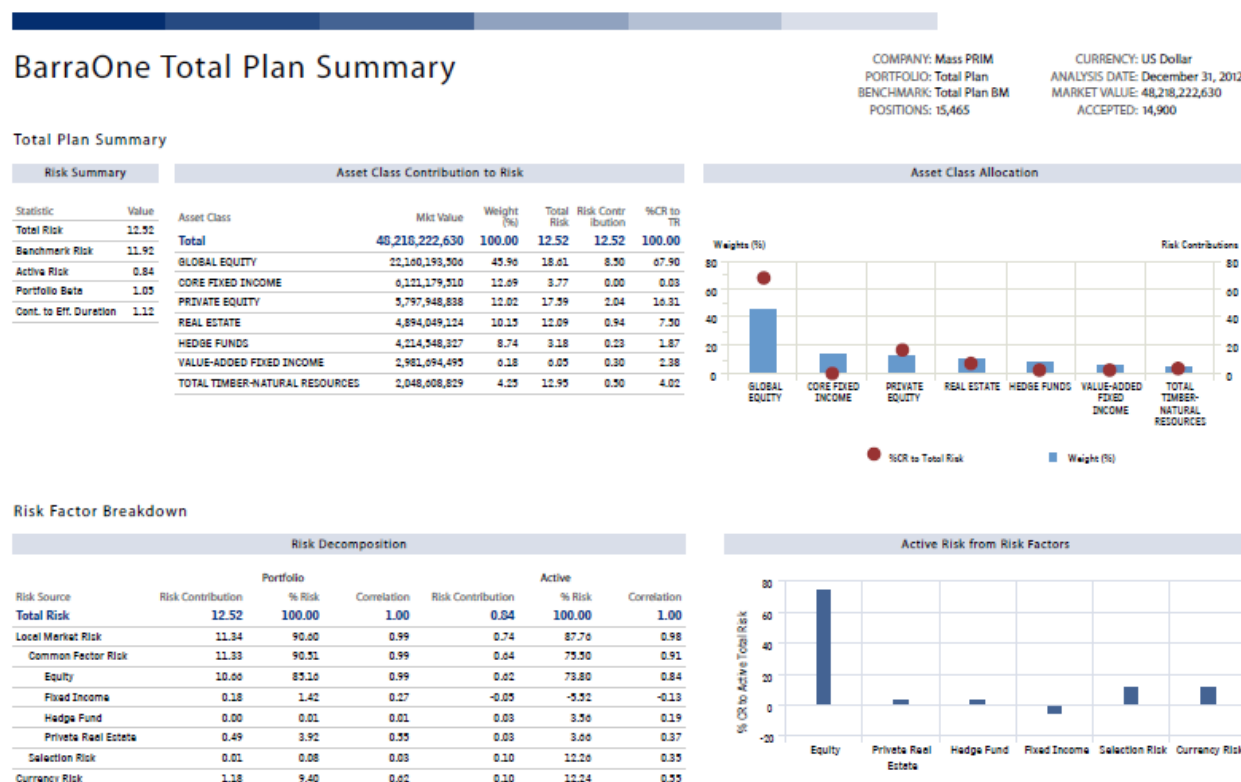 BarraOne Total Plan Summary
COMPANY: Mass PRIM CURRENCY: US Dollar
PORTFOLIO: Total Plan ANALYSIS DATE: December 31, 2012
BENCHMARK: Total Plan BM MARKET VALUE: 48,218,222,630
POSITIONS: 15,465 ACCEPTED: 14,900
Total Plan Summary
Risk Summary
Statistic Value
Total Risk 12.52
Benchmark Risk 11.92
Active Risk 0.84
Portfolio Beta 1.05
Cont. to Eff. Duration 1.12
Asset Class Contribution to Risk
Asset Class Mkt Value Weight (%) Total Risk Risk Contribution %CR to TR
Total 48,218,222,630 100.00 12.52 12.52 100.00
GLOBAL EQUITY 22,160,193,506 45.96 18.61 8.50 67.90
CORE FIXED INCOME 6,121,179,510 12.69 3.77 0.00 0.03
PRIVATE EQUITY 5,797,948,838 12.02 17.59 2.04 16.31
REAL ESTATE 4,894,049,124 10.15 12.09 0.94 7.50
HEDGE FUNDS 4,214,548,327 8.74 3.18 0.23 1.87
VALUE-ADDED FIXED INCOME 2,981,694,495 6.18 6.05 0.30 2.38
TOTAL TIMBER-NATURAL RESOURCES 2,048,608,829 4.25 12.95 0.50 4.02
Asset Class Allocation
Weights (%) Risk Contributions
80 80
60 60
40 40
20 20
0 0
GLOBAL EQUITY CORE FIXED INCOME PRIVATE EQUITY REAL ESTATE HEDGE FUNDS VALUE-ADDED FIXED INCOME TOTAL TIMBER-NATURAL RESOURCES
%CR to Total Risk Weight (%)
Risk Factor Breakdown
Risk Decomposition
Portfolio Active
Risk Source Risk Contribution % Risk Correlation Risk Contribution % Risk Correlation
Total Risk 12.52 100.00 1.00 0.84 100.00 1.00
Local Market Risk 11.34 90.60 0.99 0.74 87.76 0.98
Common Factor Risk 11.33 90.51 0.99 0.64 75.50 0.91
Equity 10.66 85.16 0.99 0.62 73.80 0.84
Fixed Income 0.18 1.42 0.27 -0.05 -5.52 -0.13
Hedge Fund 0.00 0.01 0.01 0.03 3.56 0.19
Private Real Estate 0.49 3.92 0.55 0.03 3.66 0.37
Selection Risk 0.01 0.08 0.03 0.10 12.26 0.35
Currency Risk 1.18 9.40 0.62 0.10 12.24 0.55
Active Risk from Risk Factors
% CR to Active Total Risk
80
60
40
20
0
-20
Equity Private Real Estate Hedge Fund Fixed Income Selection Risk Currency Risk